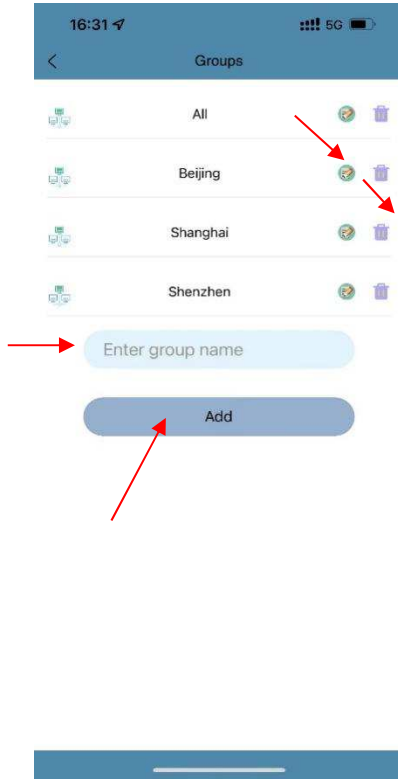 16:31 5G
Groups
All
Beijing
Shanghai
Shenzhen
Enter group name
Add